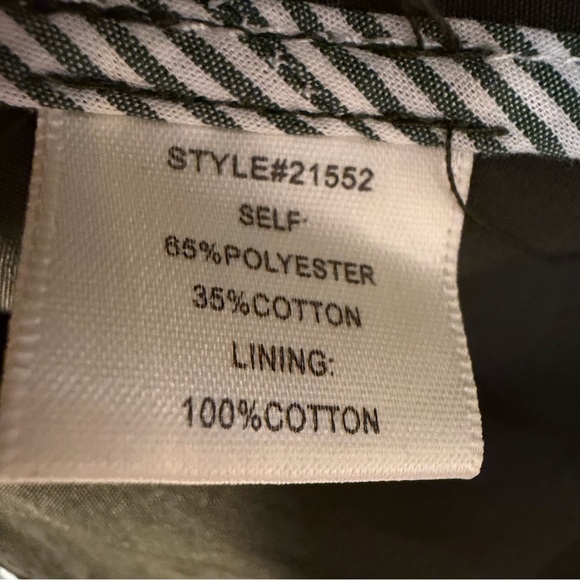 STYLE#21552
SELF:
65%POLYESTER
35%COTTON
LINING:
100%COTTON